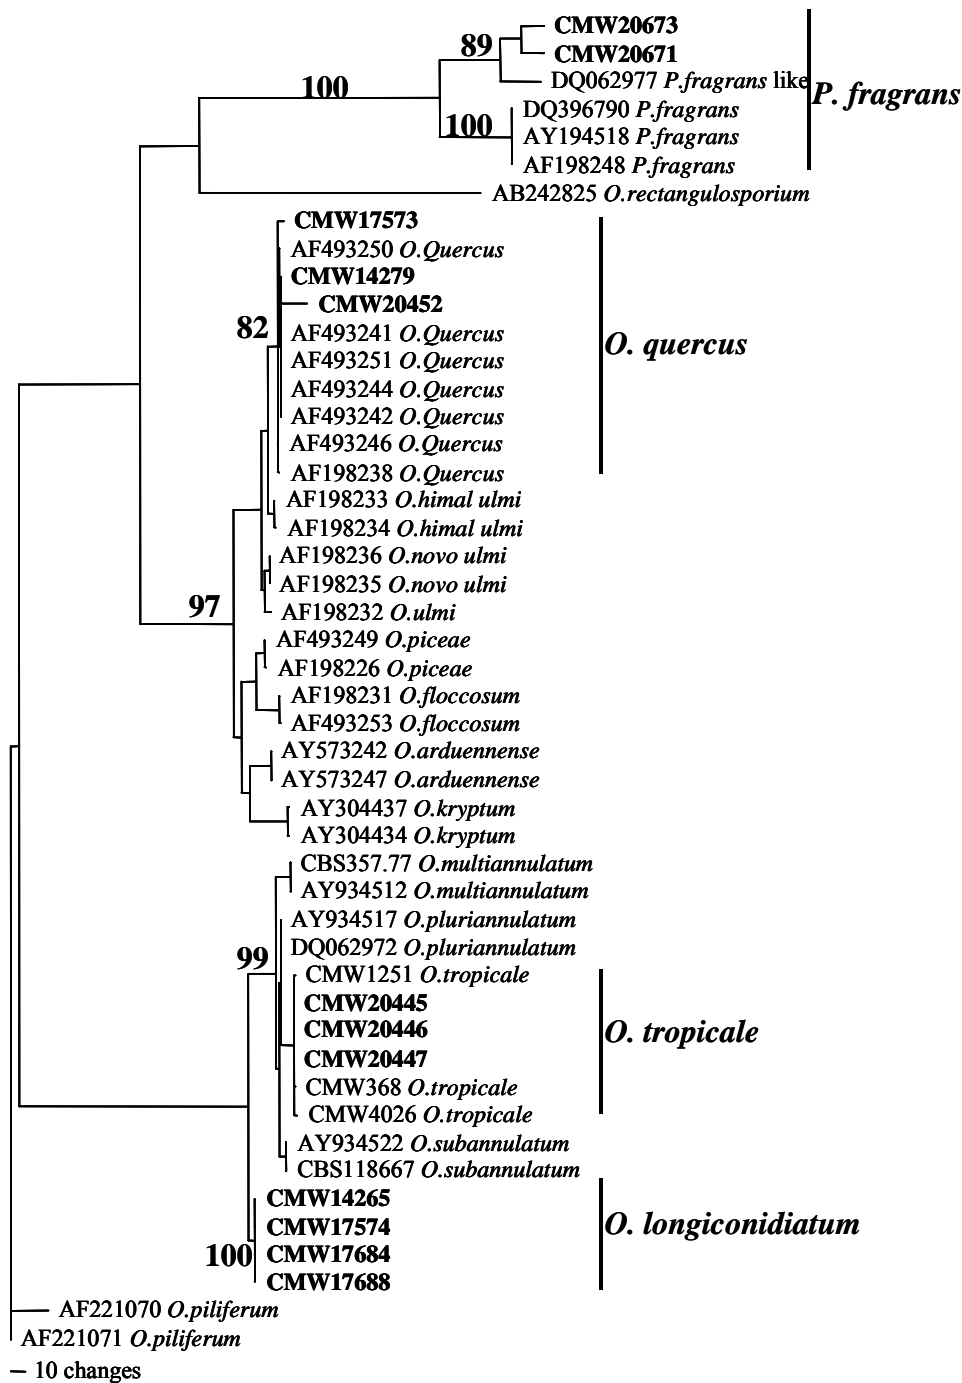 CMW20673
89
CMW20671
DQ062977 P.fragrans like
100
P. fragrans
DQ396790 P.fragrans
100
AY194518 P.fragrans
AF198248 P.fragrans
AB242825 O.rectangulosporium
CMW17573
AF493250 O.Quercus
CMW14279
CMW20452
82
AF493241 O.Quercus
O. quercus
AF493251 O.Quercus
AF493244 O.Quercus
AF493242 O.Quercus
AF493246 O.Quercus
AF198238 O.Quercus
AF198233 O.himal ulmi
AF198234 O.himal ulmi
AF198236 O.novo ulmi
AF198235 O.novo ulmi
97
AF198232 O.ulmi
AF493249 O.piceae
AF198226 O.piceae
AF198231 O.floccosum
AF493253 O.floccosum
AY573242 O.arduennense
AY573247 O.arduennense
AY304437 O.kryptum
AY304434 O.kryptum
CBS357.77 O.multiannulatum
AY934512 O.multiannulatum
AY934517 O.pluriannulatum
DQ062972 O.pluriannulatum
99
CMW1251 O.tropicale
CMW20445
CMW20446
O. tropicale
CMW20447
CMW368 O.tropicale
CMW4026 O.tropicale
AY934522 O.subannulatum
CBS118667 O.subannulatum
CMW14265
CMW17574
O. longiconidiatum
100
CMW17684
CMW17688
AF221070 O.piliferum
AF221071 O.piliferum
10 changes